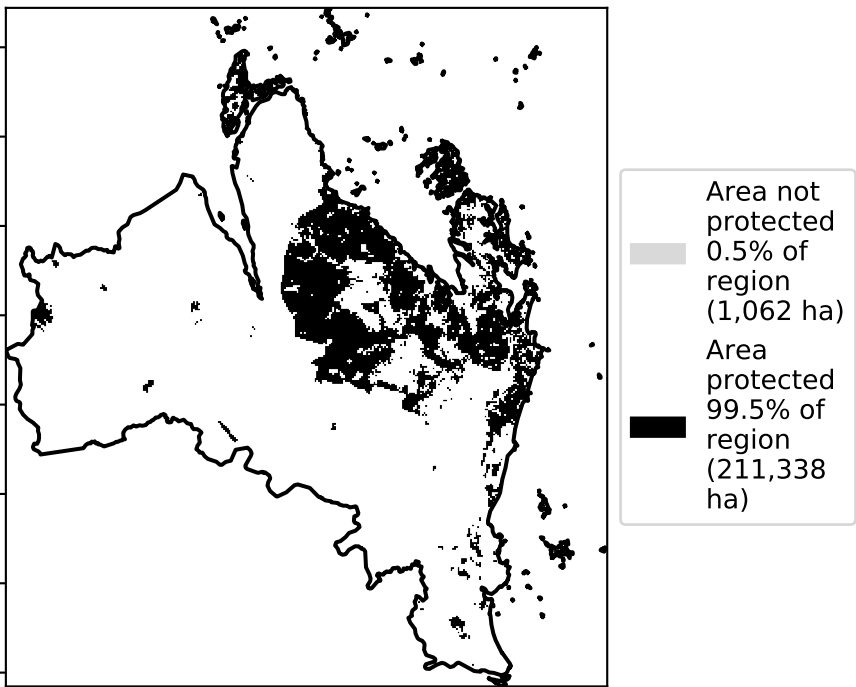 Area not
protected
0.5% of
region
(1,062 ha)
Area
protected
99.5% of
region
(211,338
ha)